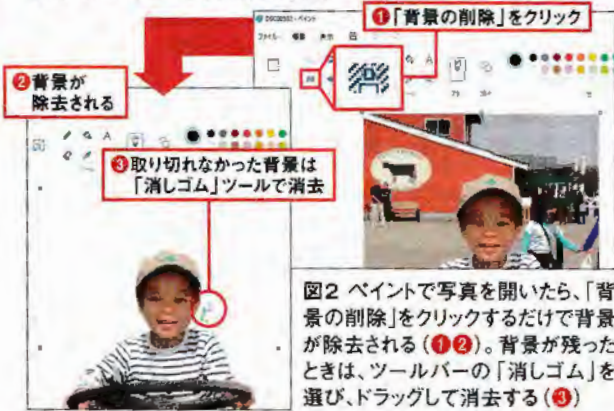 DSC02502 - ペイント
❶「背景の削除」をクリック
ファイル 編集 表示
❷背景が
除去される
❸取り切れなかった背景は
「消しゴム」ツールで消去
図2 ペイントで写真を開いたら、「背
景の削除」をクリックするだけで背景
が除去される(❶❷)。背景が残った
ときは、ツールバーの「消しゴム」を
選び、ドラッグして消去する(❸)